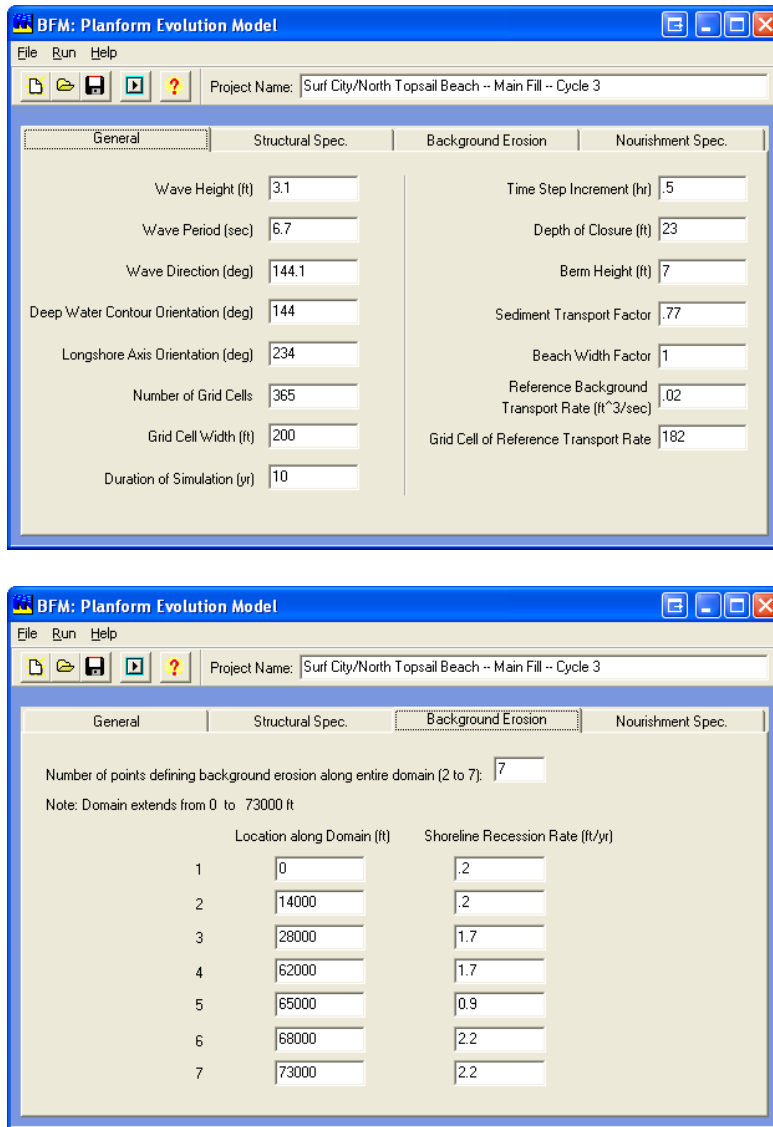 BFM: Planform Evolution Model
File Run Help
Project Name: Surf City/North Topsail Beach -- Main Fill -- Cycle 3
General Structural Spec. Background Erosion Nourishment Spec.
Wave Height (ft) 3.1
Wave Period (sec) 6.7
Wave Direction (deg) 144.1
Deep Water Contour Orientation (deg) 144
Longshore Axis Orientation (deg) 234
Number of Grid Cells 365
Grid Cell Width (ft) 200
Duration of Simulation (yr) 10
Time Step Increment (hr) .5
Depth of Closure (ft) 23
Berm Height (ft) 7
Sediment Transport Factor .77
Beach Width Factor 1
Reference Background
Transport Rate (ft^3/sec) .02
Grid Cell of Reference Transport Rate 182
BFM: Planform Evolution Model
File Run Help
Project Name: Surf City/North Topsail Beach -- Main Fill -- Cycle 3
General Structural Spec. Background Erosion Nourishment Spec.
Number of points defining background erosion along entire domain (2 to 7): 7
Note: Domain extends from 0 to 73000 ft
Location along Domain (ft) Shoreline Recession Rate (ft/yr)
1 0 .2
2 14000 .2
3 28000 1.7
4 62000 1.7
5 65000 0.9
6 68000 2.2
7 73000 2.2